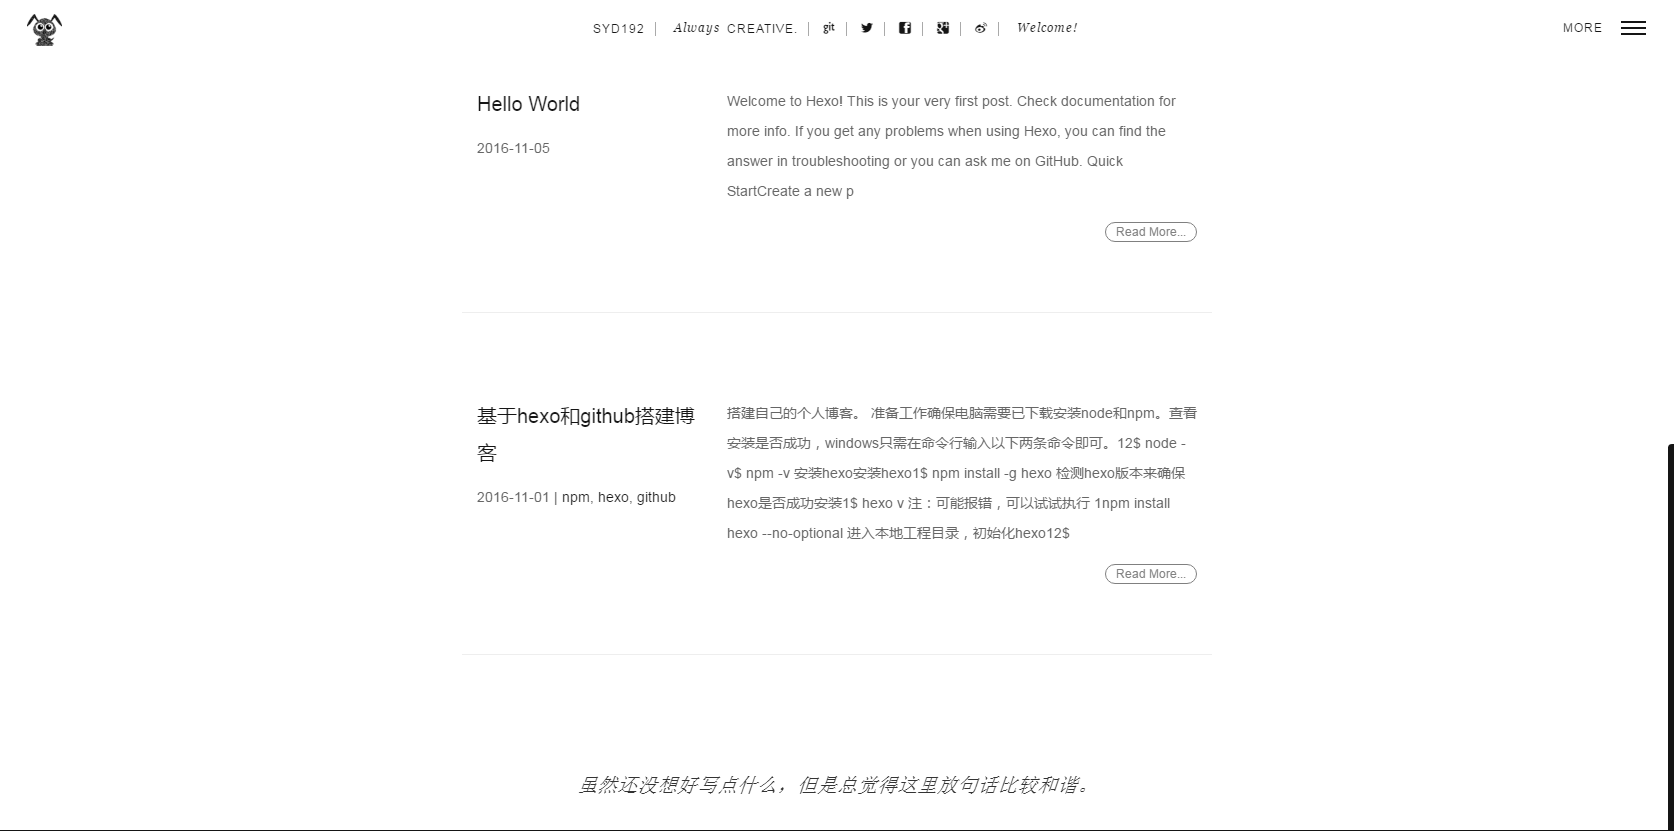 SYD192 | Always CREATIVE. | git | Welcome!
MORE
Hello World
2016-11-05
Welcome to Hexo! This is your very first post. Check documentation for
more info. If you get any problems when using Hexo, you can find the
answer in troubleshooting or you can ask me on GitHub. Quick
StartCreate a new p
Read More...
基于hexo和github搭建博
客
2016-11-01 | npm, hexo, github
搭建自己的个人博客。 准备工作确保电脑需要已下载安装node和npm。查看
安装是否成功，windows只需在命令行输入以下两条命令即可。12$ node -
v$ npm -v 安装hexo安装hexo1$ npm install -g hexo 检测hexo版本来确保
hexo是否成功安装1$ hexo v 注：可能报错，可以试试执行 1npm install
hexo --no-optional 进入本地工程目录，初始化hexo12$
Read More...
虽然还没想好写点什么，但是总觉得这里放句话比较和谐。